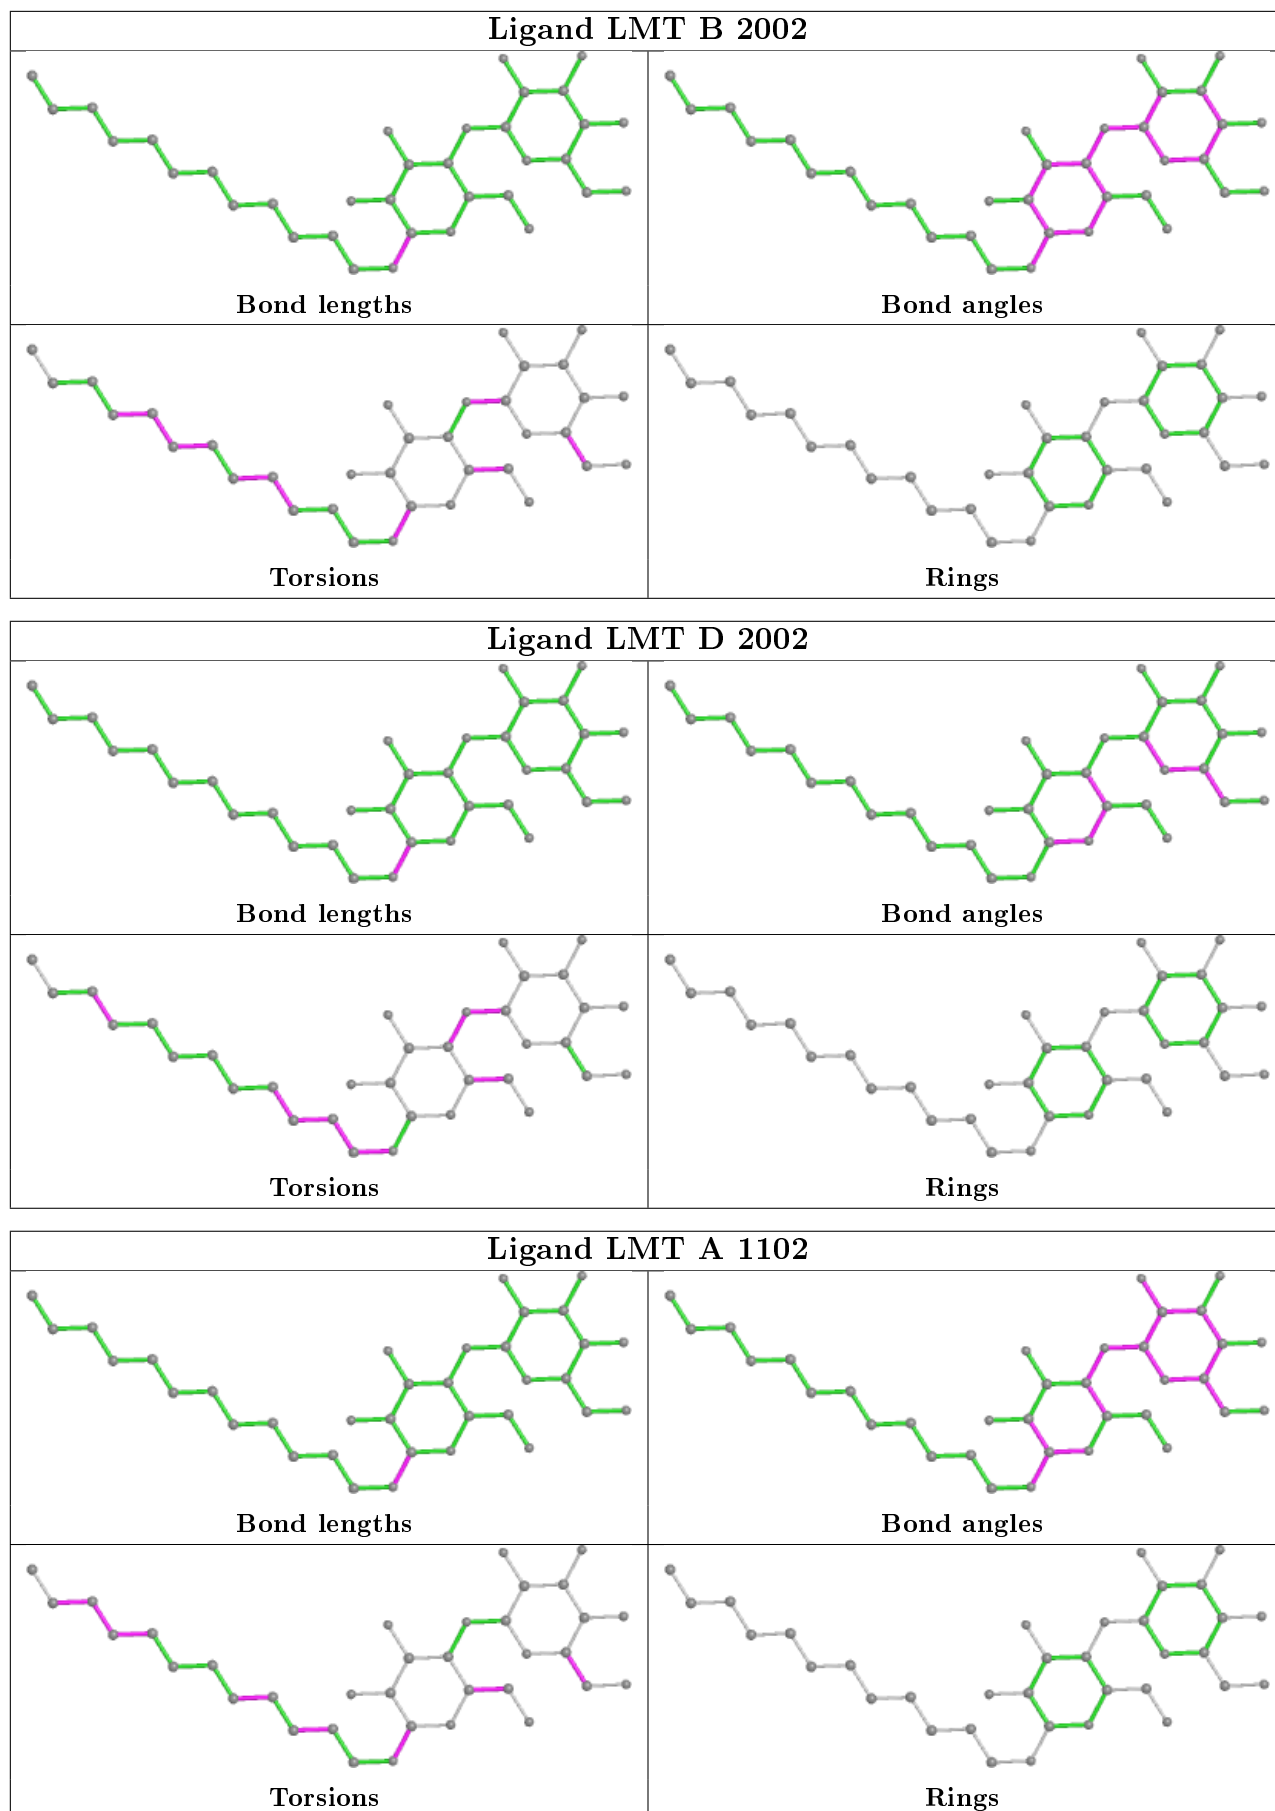 Ligand LMT B 2002
Bond lengths
Bond angles
Torsions
Rings
Ligand LMT D 2002
Bond lengths
Bond angles
Torsions
Rings
Ligand LMT A 1102
Bond lengths
Bond angles
Torsions
Rings